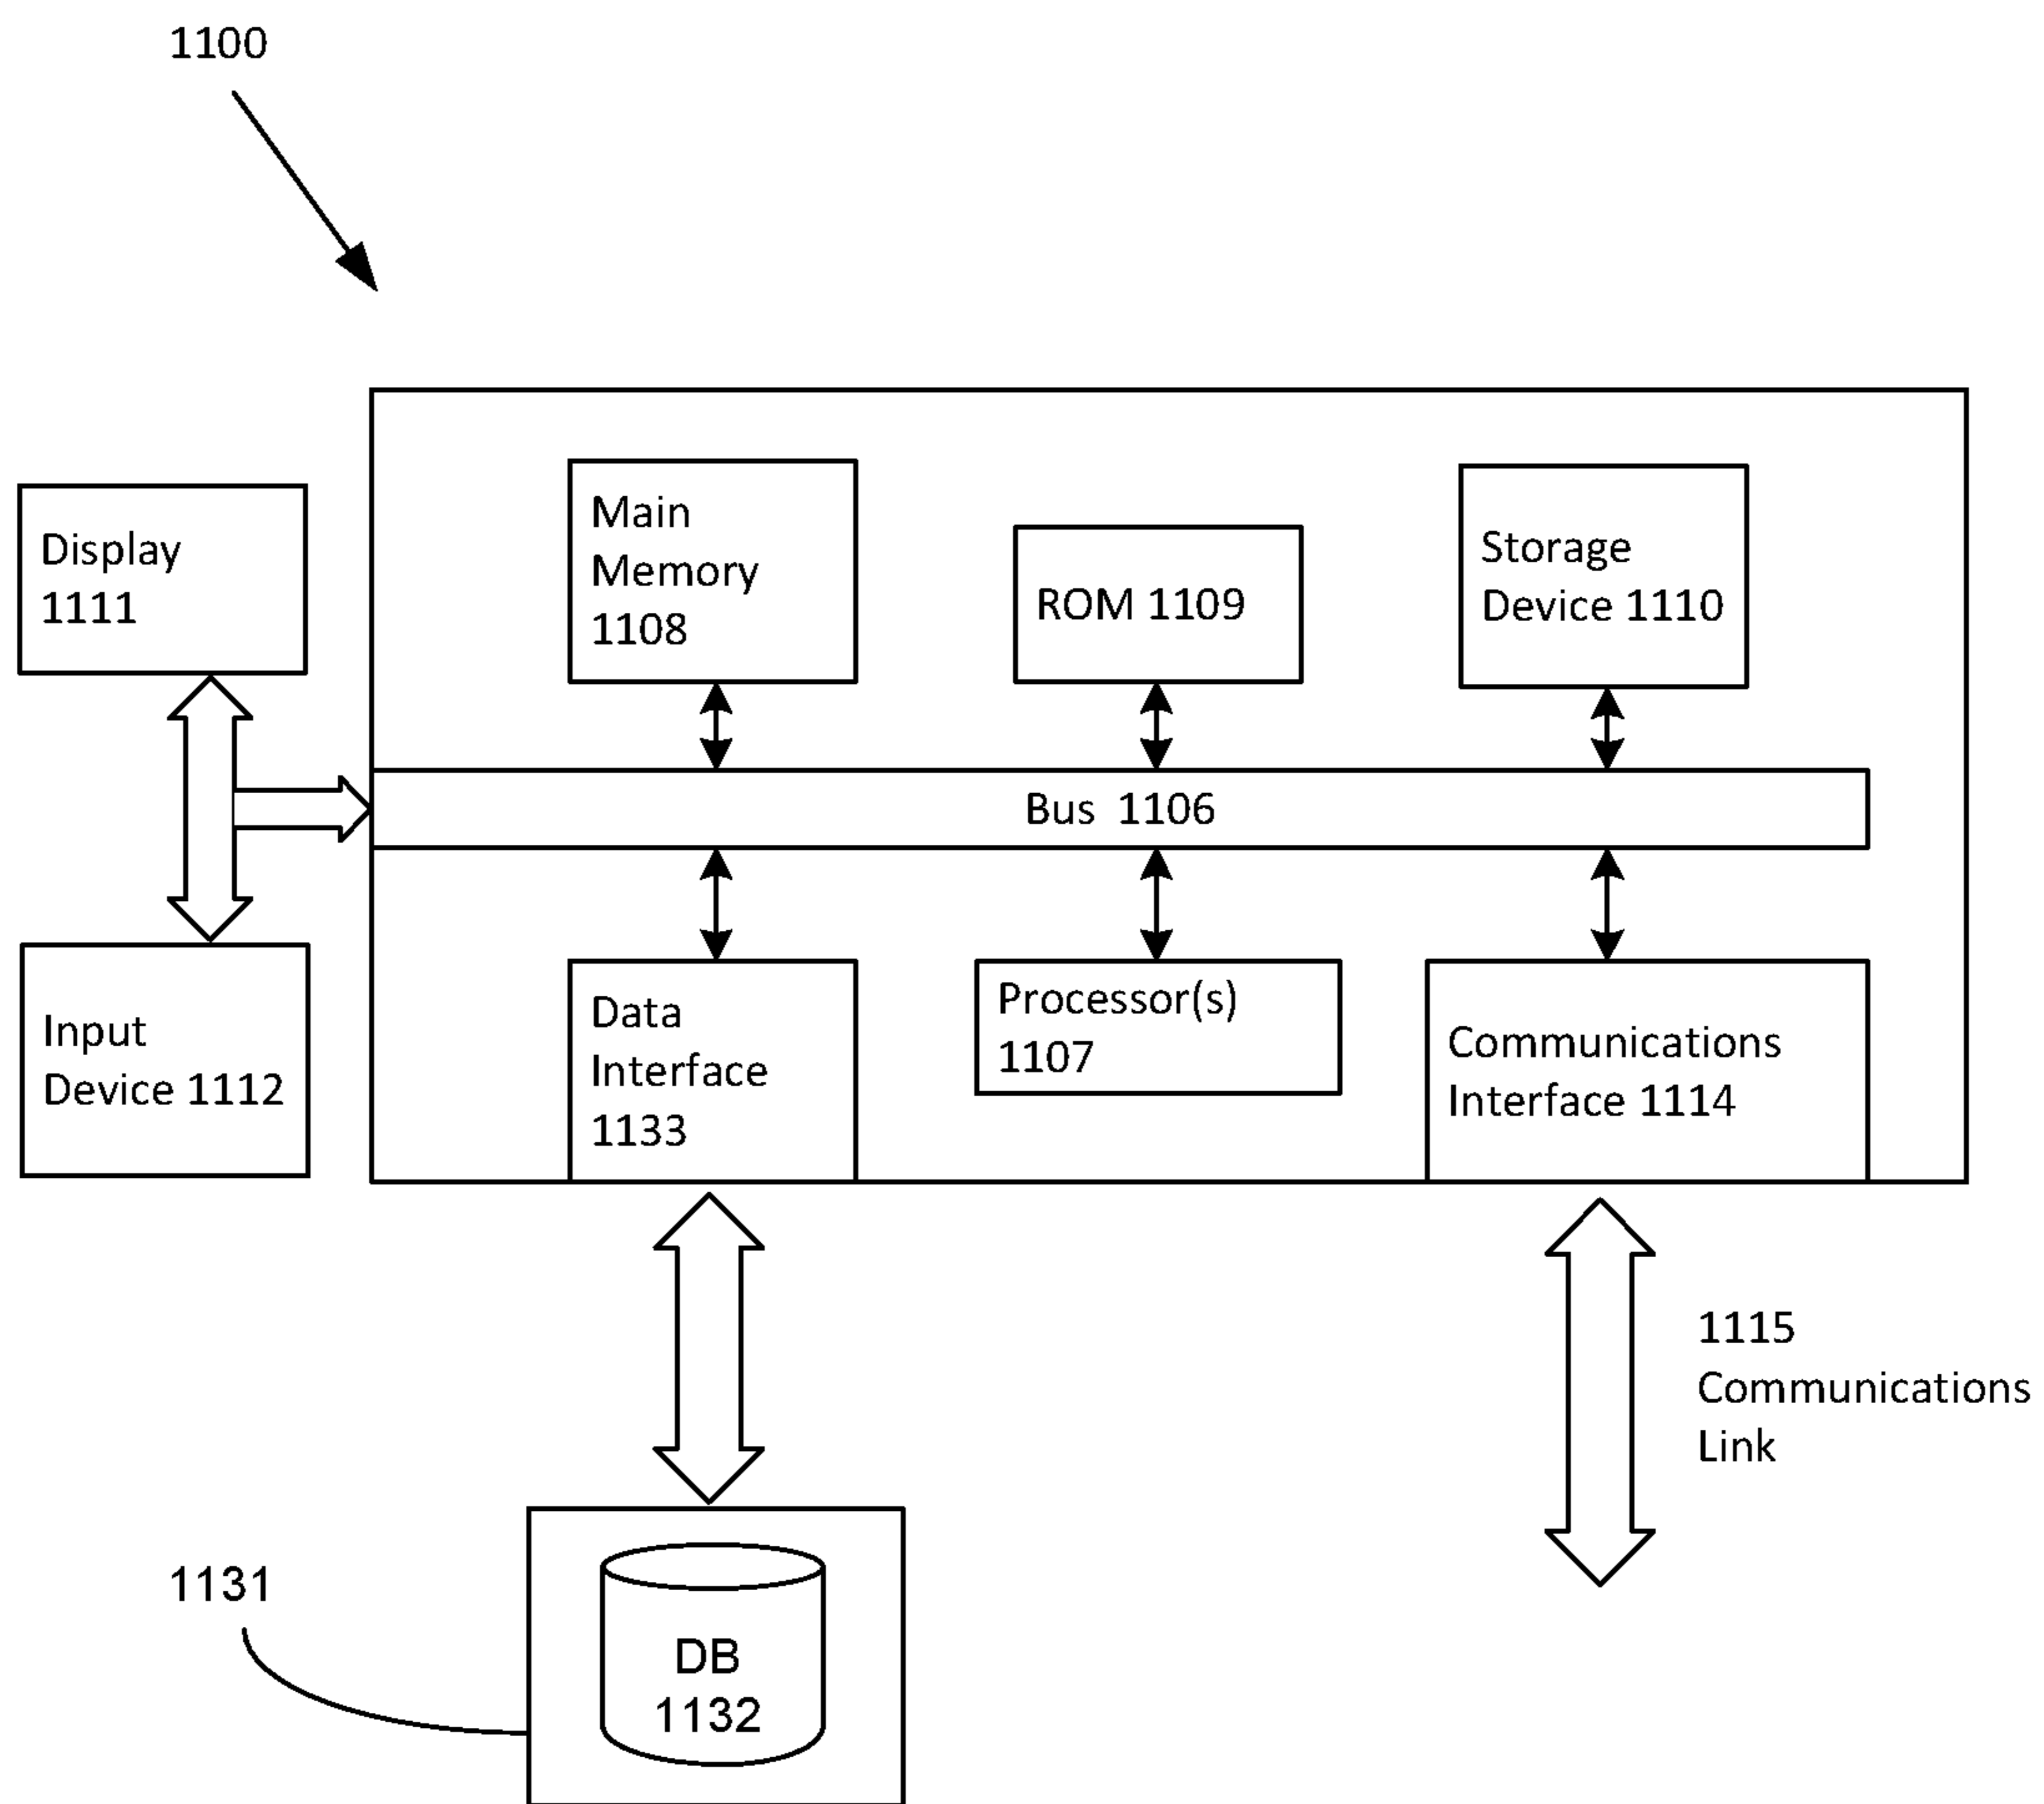 1100
Display
1111
Main
Memory
1108
ROM 1109
Storage
Device 1110
Bus 1106
Input
Device 1112
Data
Interface
1133
Processor(s)
1107
Communications
Interface 1114
1115
Communications
Link
1131
DB
1132